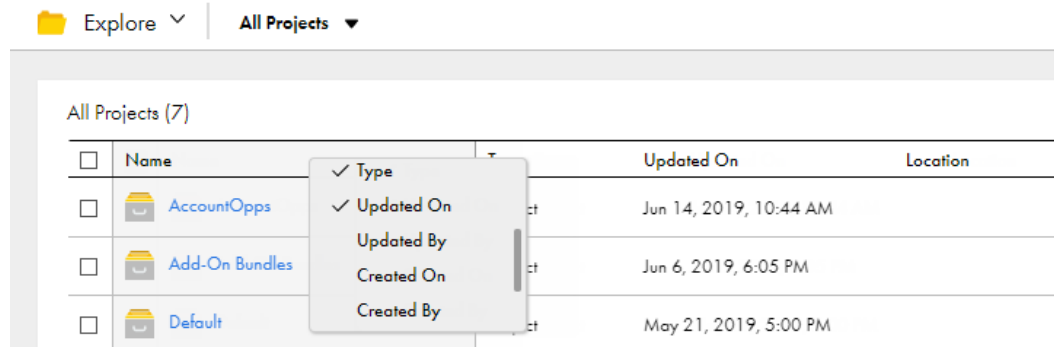 Explore All Projects
All Projects (7)
Name Updated On Location
Type
AccountOpps Updated On Jun 14, 2019, 10:44 AM
Updated By
Add-On Bundles Created On Jun 6, 2019, 6:05 PM
Created By
Default May 21, 2019, 5:00 PM